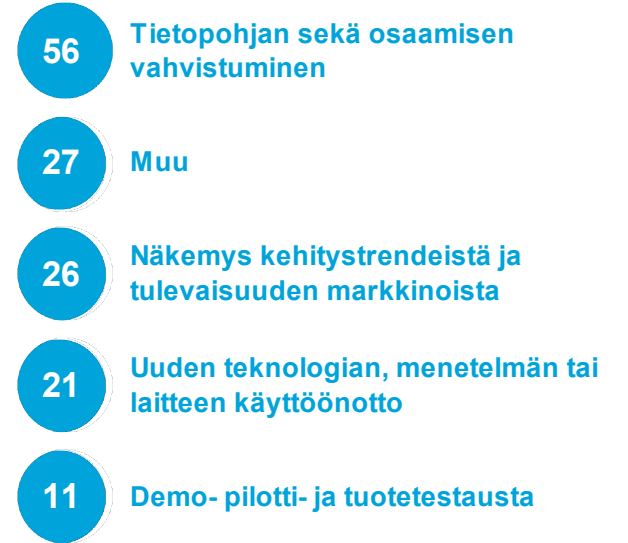 56
Tietopohjan sekä osaamisen
vahvistuminen
27
Muu
26
Näkemys kehitystrendeistä ja
tulevaisuuden markkinoista
21
Uuden teknologian, menetelmän tai
laitteen käyttöönotto
11
Demo- pilotti- ja tuotetestausta